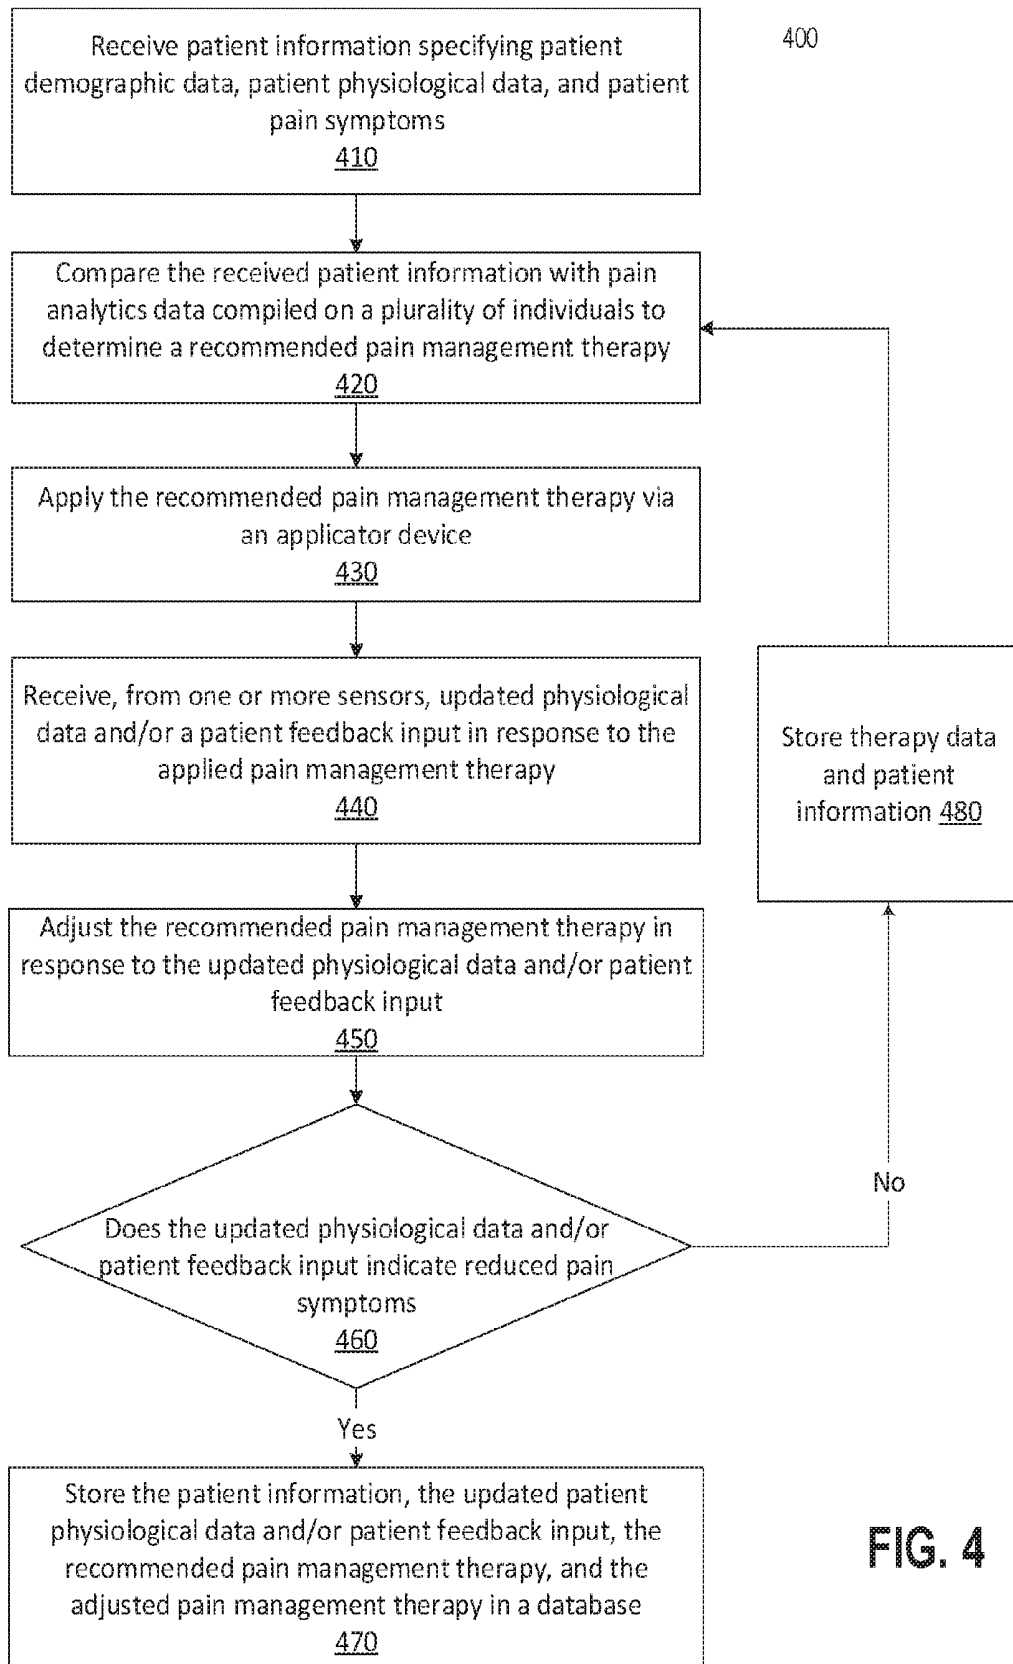 400
Receive patient information specifying patient
demographic data, patient physiological data, and patient
pain symptoms
410
Compare the received patient information with pain
analytics data compiled on a plurality of individuals to
determine a recommended pain management therapy
420
Apply the recommended pain management therapy via
an applicator device
430
Receive, from one or more sensors, updated physiological
data and/or a patient feedback input in response to the
applied pain management therapy
440
Store therapy data
and patient
information 480
Adjust the recommended pain management therapy in
response to the updated physiological data and/or patient
feedback input
450
No
Does the updated physiological data and/or
patient feedback input indicate reduced pain
symptoms
460
Yes
Store the patient information, the updated patient
physiological data and/or patient feedback input, the
recommended pain management therapy, and the
adjusted pain management therapy in a database
470
FIG. 4